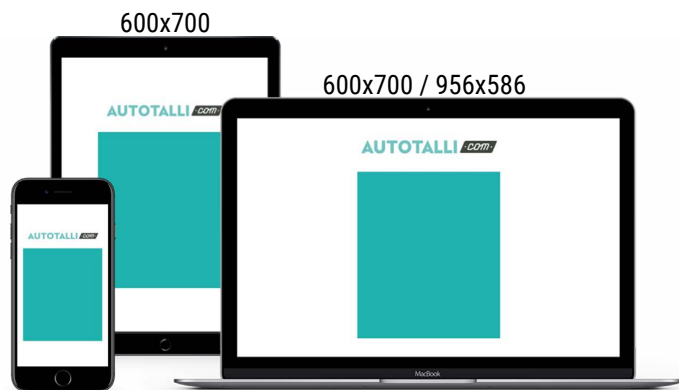 600x700
600x700 / 956x586
AUTOTALLI .com.
AUTOTALLI .com.
AUTOTALLI .com.
MacBook